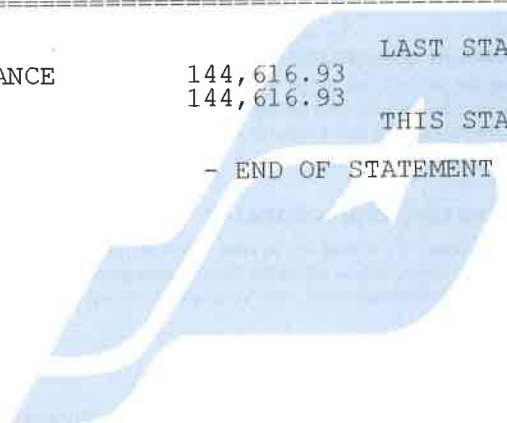 LAST STA
ANCE 144,616.93
144,616.93
THIS STA
- END OF STATEMENT